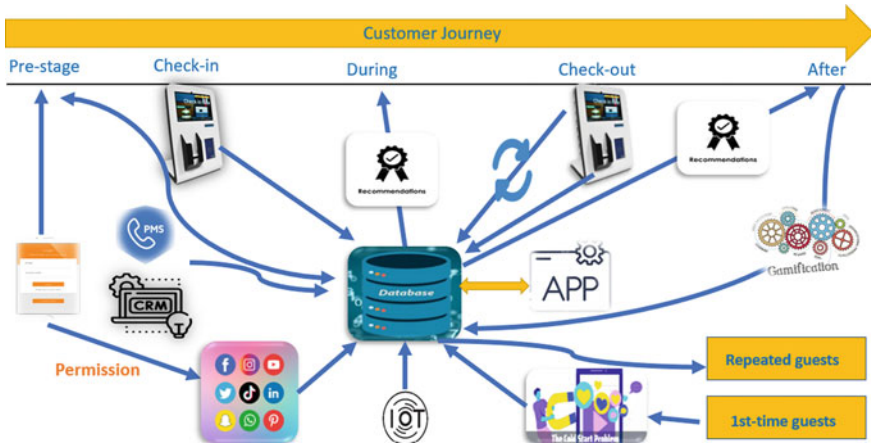 Customer Journey
Pre-stage
Check-in
During
Check-out
After
Recommendations
Recommendations
PMS
CRM
Database
APP
Gamification
Permission
IOT
The Cold Start Problem
Repeated guests
1st-time guests